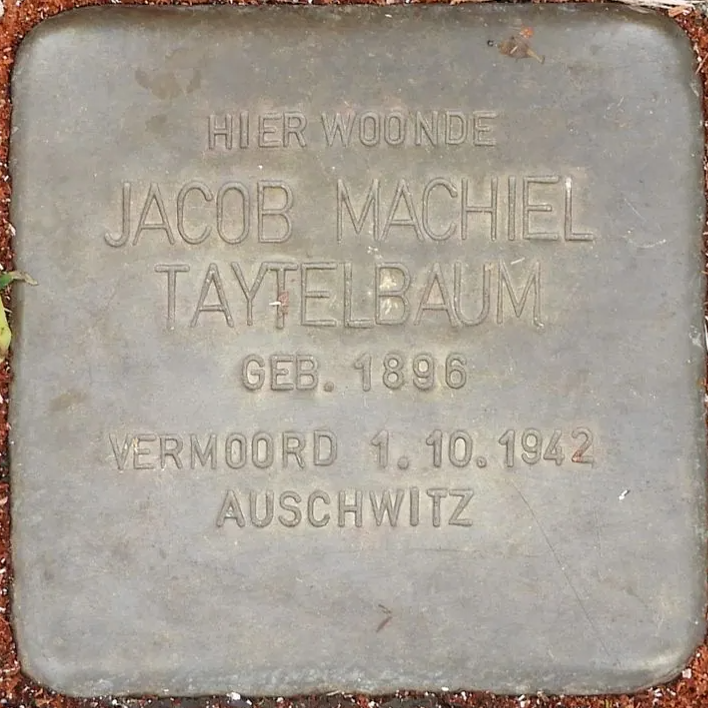 HIER WOONDE
JACOB MACHIEL
TAYTELBAUM
GEB. 1896
VERMOORD 1.10.1942
AUSCHWITZ